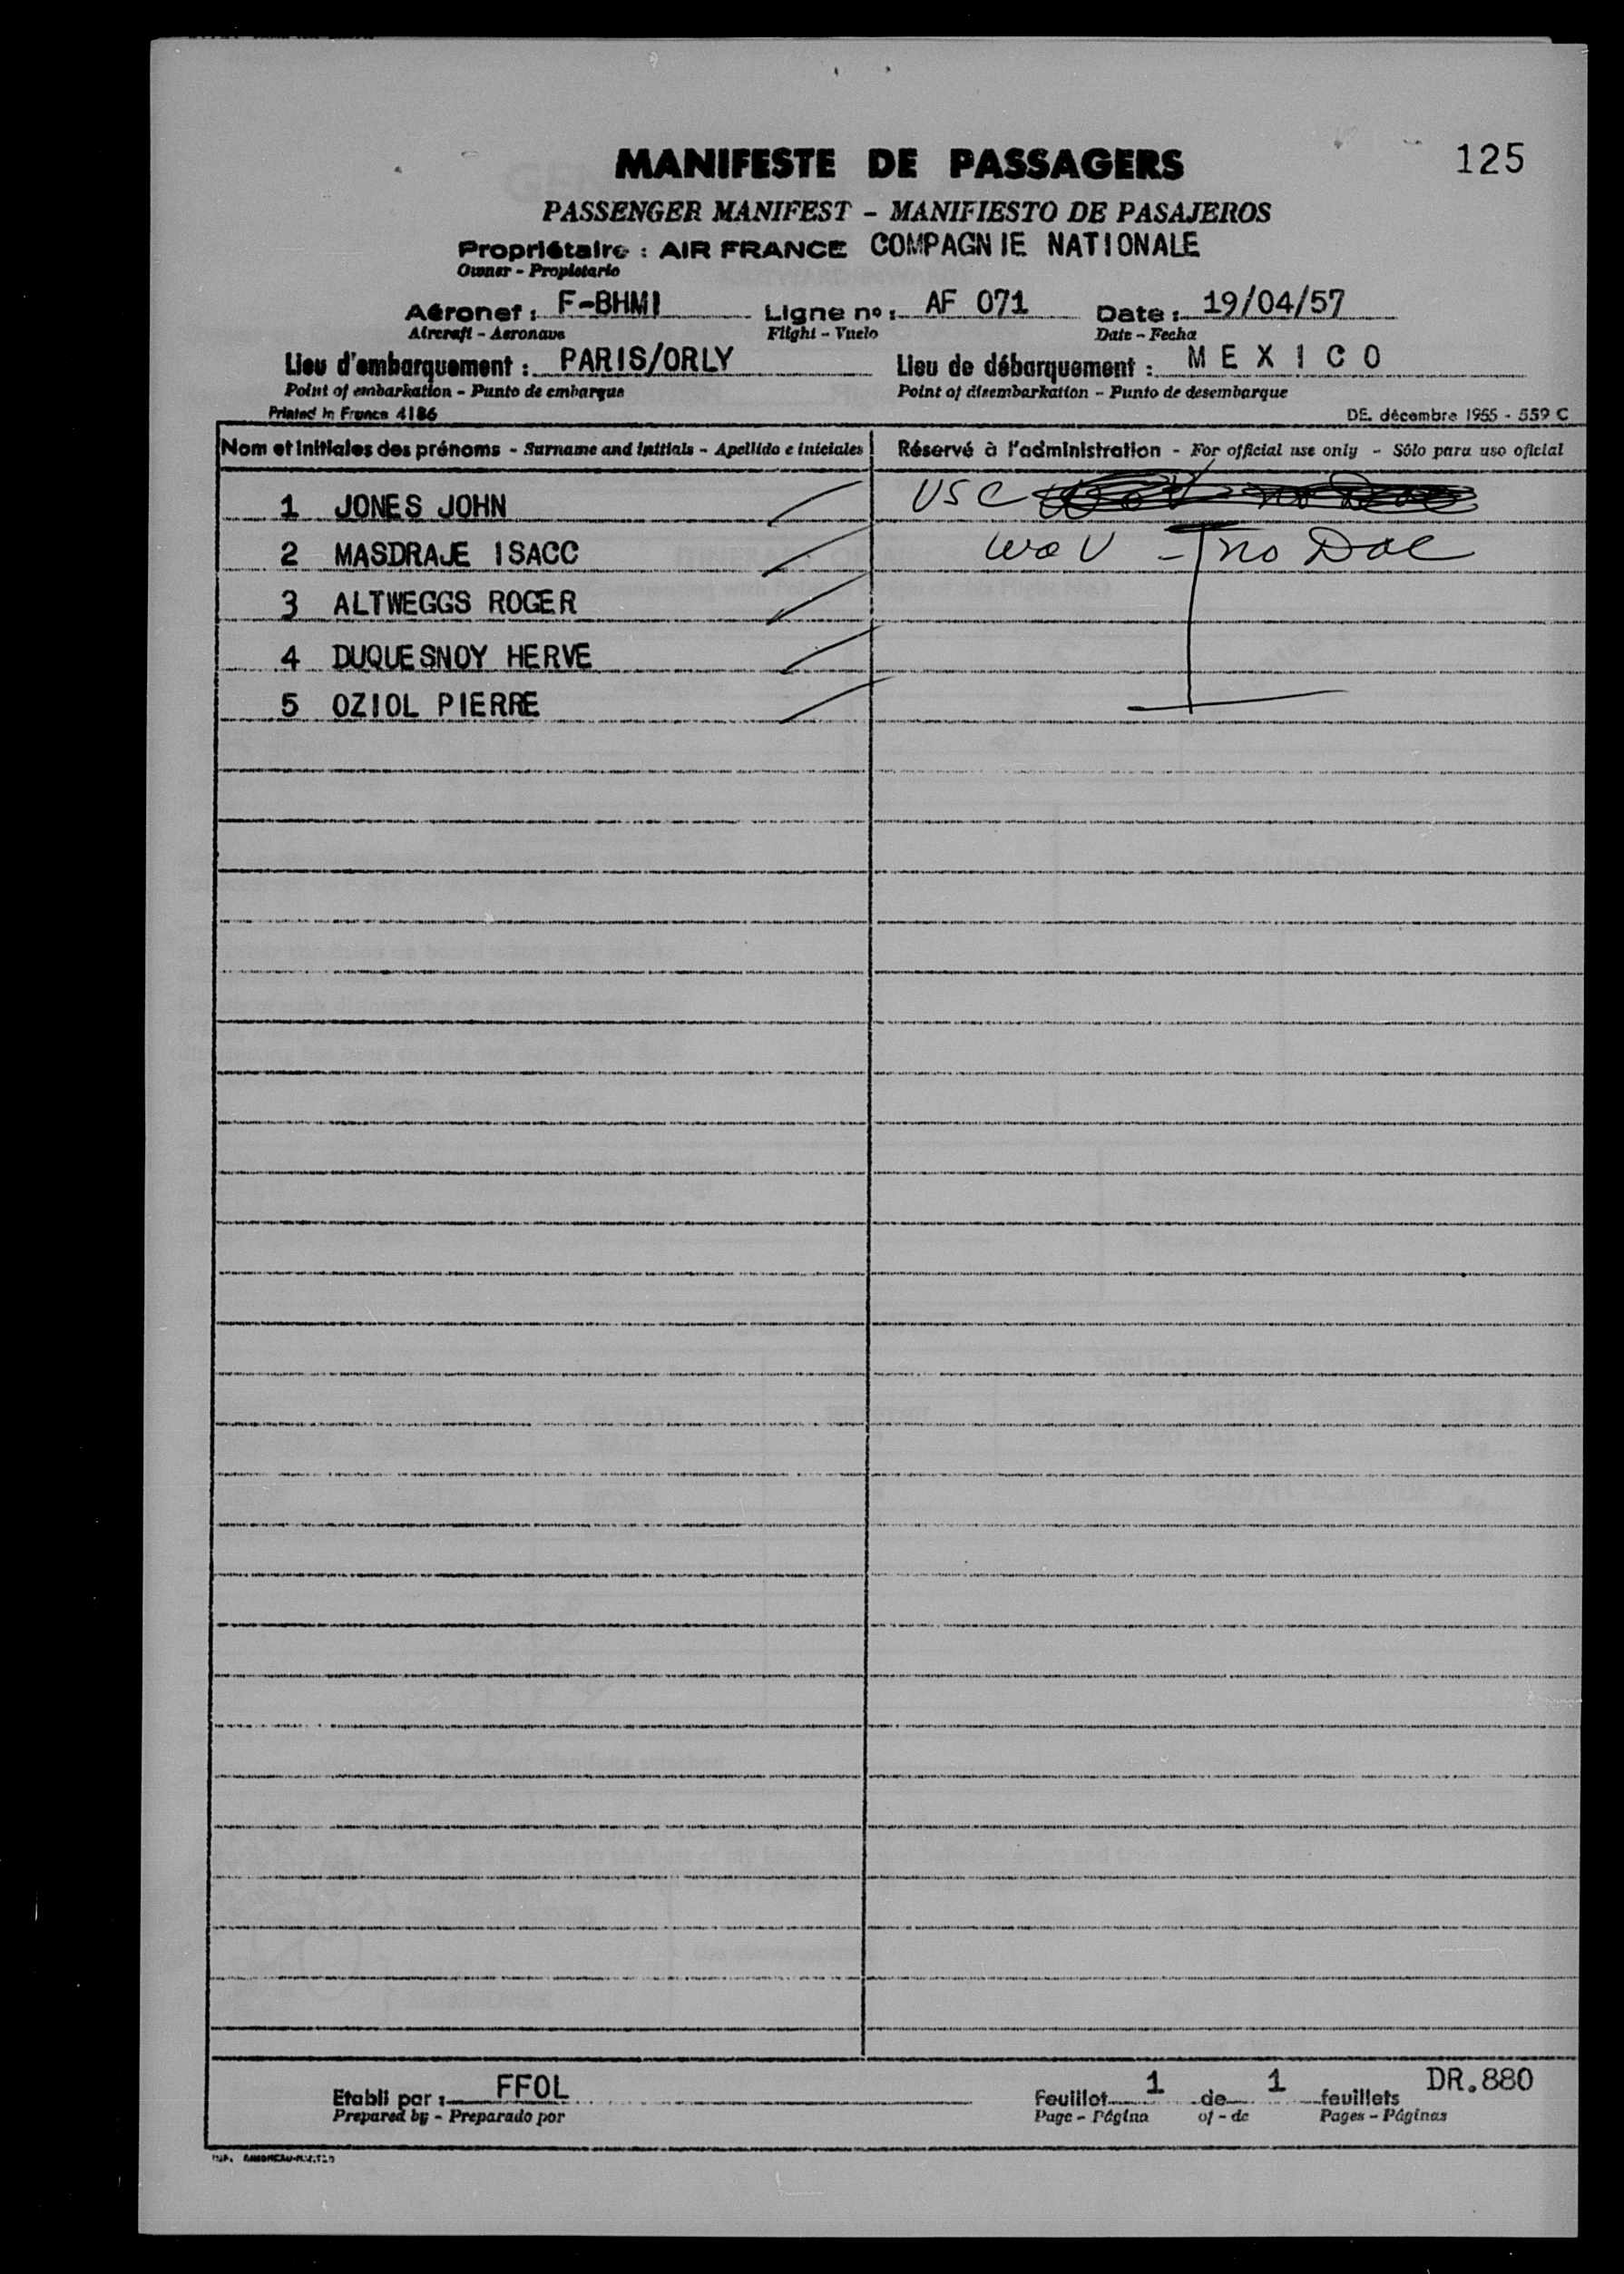 MANIFESTE DE PASSAGERS
125
PASSENGER MANIFEST - MANIFIESTO DE PASAJEROS
Propriétaire : AIR FRANCE COMPAGNIE NATIONALE
Owner - Propietario
Aéronef : F-BHMI Ligne nº : AF 071 Date : 19/04/57
Aircraft - Aeronave Flight - Vuelo Date - Fecha
Lieu d'embarquement : PARIS/ORLY Lieu de débarquement : MEXICO
Point of embarkation - Punto de embarque Point of disembarkation - Punto de desembarque
Printed in France 4186 DE. décembre 1955 - 559 C
Nom et initiales des prénoms - Surname and initials - Apellido e iniciales Réservé à l'administration - For official use only - Sólo para uso oficial
1 JONES JOHN USC
2 MASDRAJE ISACC WOV - no Doc
3 ALTWEGGS ROGER
4 DUQUESNOY HERVE
5 OZIOL PIERRE
Etabli par : FFOL Feuillet 1 de 1 feuillets DR.880
Prepared by - Preparado por Page - Página of - de Pages - Páginas